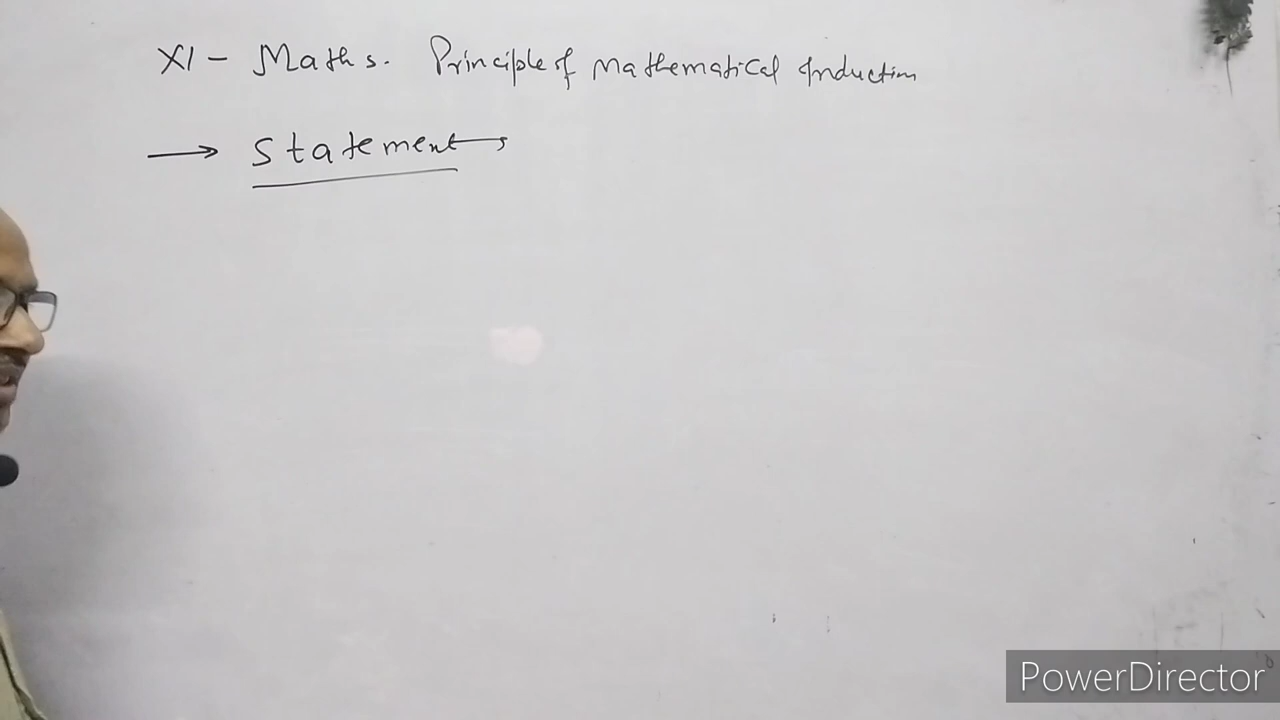 XI - Maths. Principle of Mathematical Induction
→ Statements
PowerDirector